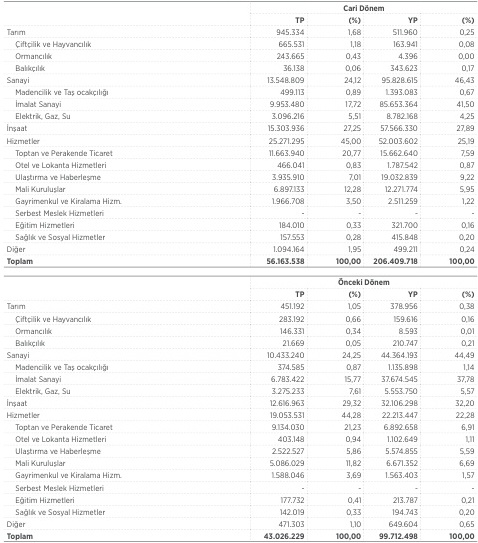 Cari Dönem
TP (%) YP (%)
Tarım 945.334 1,68 511.960 0,25
Çiftçilik ve Hayvancılık 665.531 1,18 163.941 0,08
Ormancılık 243.665 0,43 4.396 0,00
Balıkçılık 36.138 0,06 343.623 0,17
Sanayi 13.548.809 24,12 95.828.615 46,43
Madencilik ve Taş ocakçılığı 499.113 0,89 1.393.083 0,67
İmalat Sanayi 9.953.480 17,72 85.653.364 41,50
Elektrik, Gaz, Su 3.096.216 5,51 8.782.168 4,25
İnşaat 15.303.936 27,25 57.566.330 27,89
Hizmetler 25.271.295 45,00 52.003.602 25,19
Toptan ve Perakende Ticaret 11.663.940 20,77 15.662.640 7,59
Otel ve Lokanta Hizmetleri 466.041 0,83 1.787.542 0,87
Ulaştırma ve Haberleşme 3.935.910 7,01 19.032.839 9,22
Mali Kuruluşlar 6.897.133 12,28 12.271.774 5,95
Gayrimenkul ve Kiralama Hizm. 1.966.708 3,50 2.511.259 1,22
Serbest Meslek Hizmetleri - - - -
Eğitim Hizmetleri 184.010 0,33 321.700 0,16
Sağlık ve Sosyal Hizmetler 157.553 0,28 415.848 0,20
Diğer 1.094.164 1,95 499.211 0,24
Toplam 56.163.538 100,00 206.409.718 100,00
Önceki Dönem
TP (%) YP (%)
Tarım 451.192 1,05 378.956 0,38
Çiftçilik ve Hayvancılık 283.192 0,66 159.616 0,16
Ormancılık 146.331 0,34 8.593 0,01
Balıkçılık 21.669 0,05 210.747 0,21
Sanayi 10.433.240 24,25 44.364.193 44,49
Madencilik ve Taş ocakçılığı 374.585 0,87 1.135.898 1,14
İmalat Sanayi 6.783.422 15,77 37.674.545 37,78
Elektrik, Gaz, Su 3.275.233 7,61 5.553.750 5,57
İnşaat 12.616.963 29,32 32.106.298 32,20
Hizmetler 19.053.531 44,28 22.213.447 22,28
Toptan ve Perakende Ticaret 9.134.030 21,23 6.892.658 6,91
Otel ve Lokanta Hizmetleri 403.148 0,94 1.102.649 1,11
Ulaştırma ve Haberleşme 2.522.527 5,86 5.574.855 5,59
Mali Kuruluşlar 5.086.029 11,82 6.671.352 6,69
Gayrimenkul ve Kiralama Hizm. 1.588.046 3,69 1.563.403 1,57
Serbest Meslek Hizmetleri - - - -
Eğitim Hizmetleri 177.732 0,41 213.787 0,21
Sağlık ve Sosyal Hizmetler 142.019 0,33 194.743 0,20
Diğer 471.303 1,10 649.604 0,65
Toplam 43.026.229 100,00 99.712.498 100,00